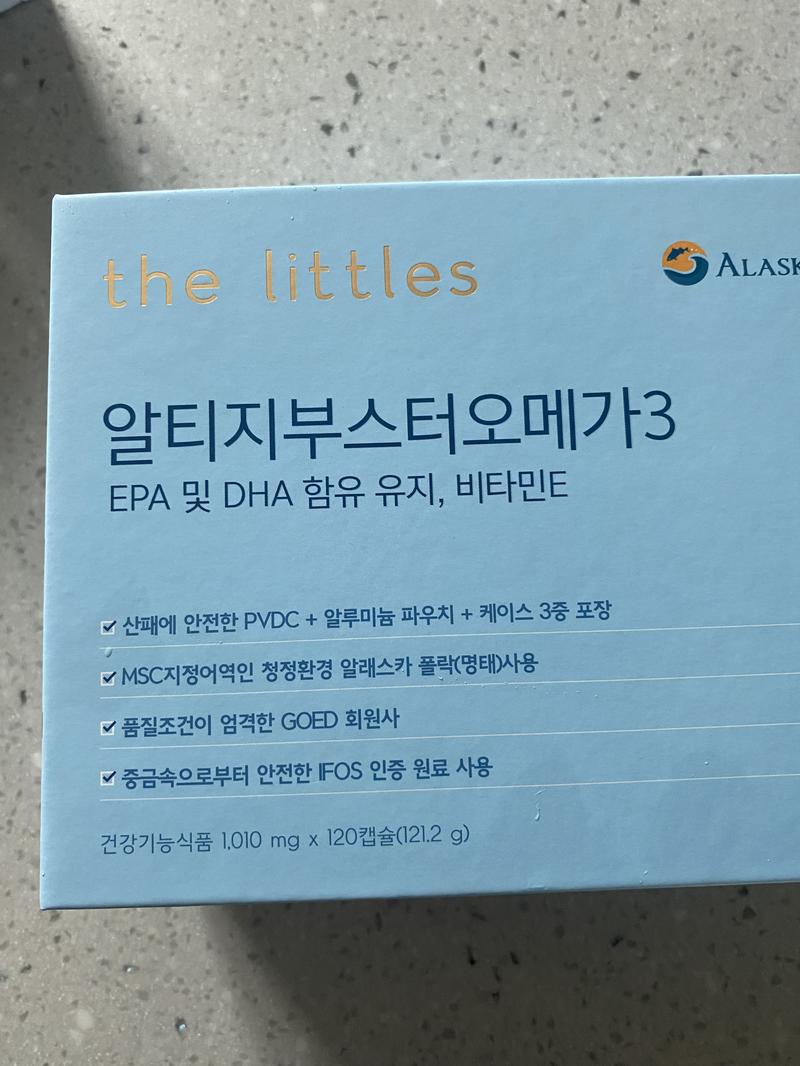 the littles
ALASK
알티지부스터오메가3
EPA 및 DHA 함유 유지, 비타민E
산패에 안전한 PVDC + 알루미늄 파우치 + 케이스 3중 포장
MSC지정어역인 청정환경 알래스카 폴락(명태)사용
품질조건이 엄격한 GOED 회원사
중금속으로부터 안전한 IFOS 인증 원료 사용
건강기능식품 1,010 mg x 120캡슐(121.2 g)